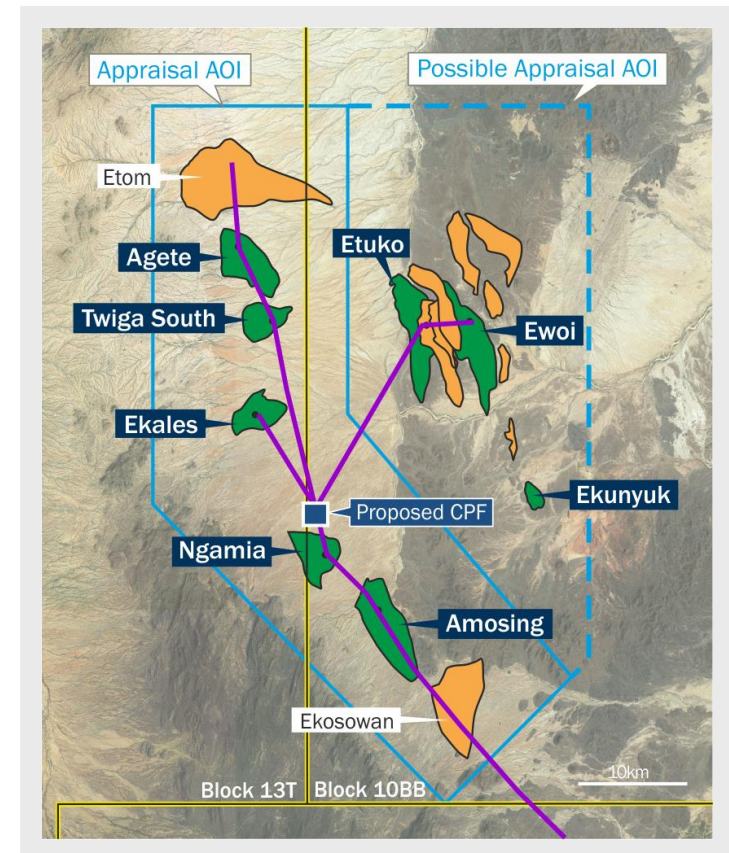 Appraisal AOI
Possible Appraisal AOI
Etom
Etuko
Agete
Twiga South
Ewoi
Ekales
Ekunyuk
Proposed CPF
Ngamia
Amosing
Ekosowan
10km
Block 13T
Block 10BB